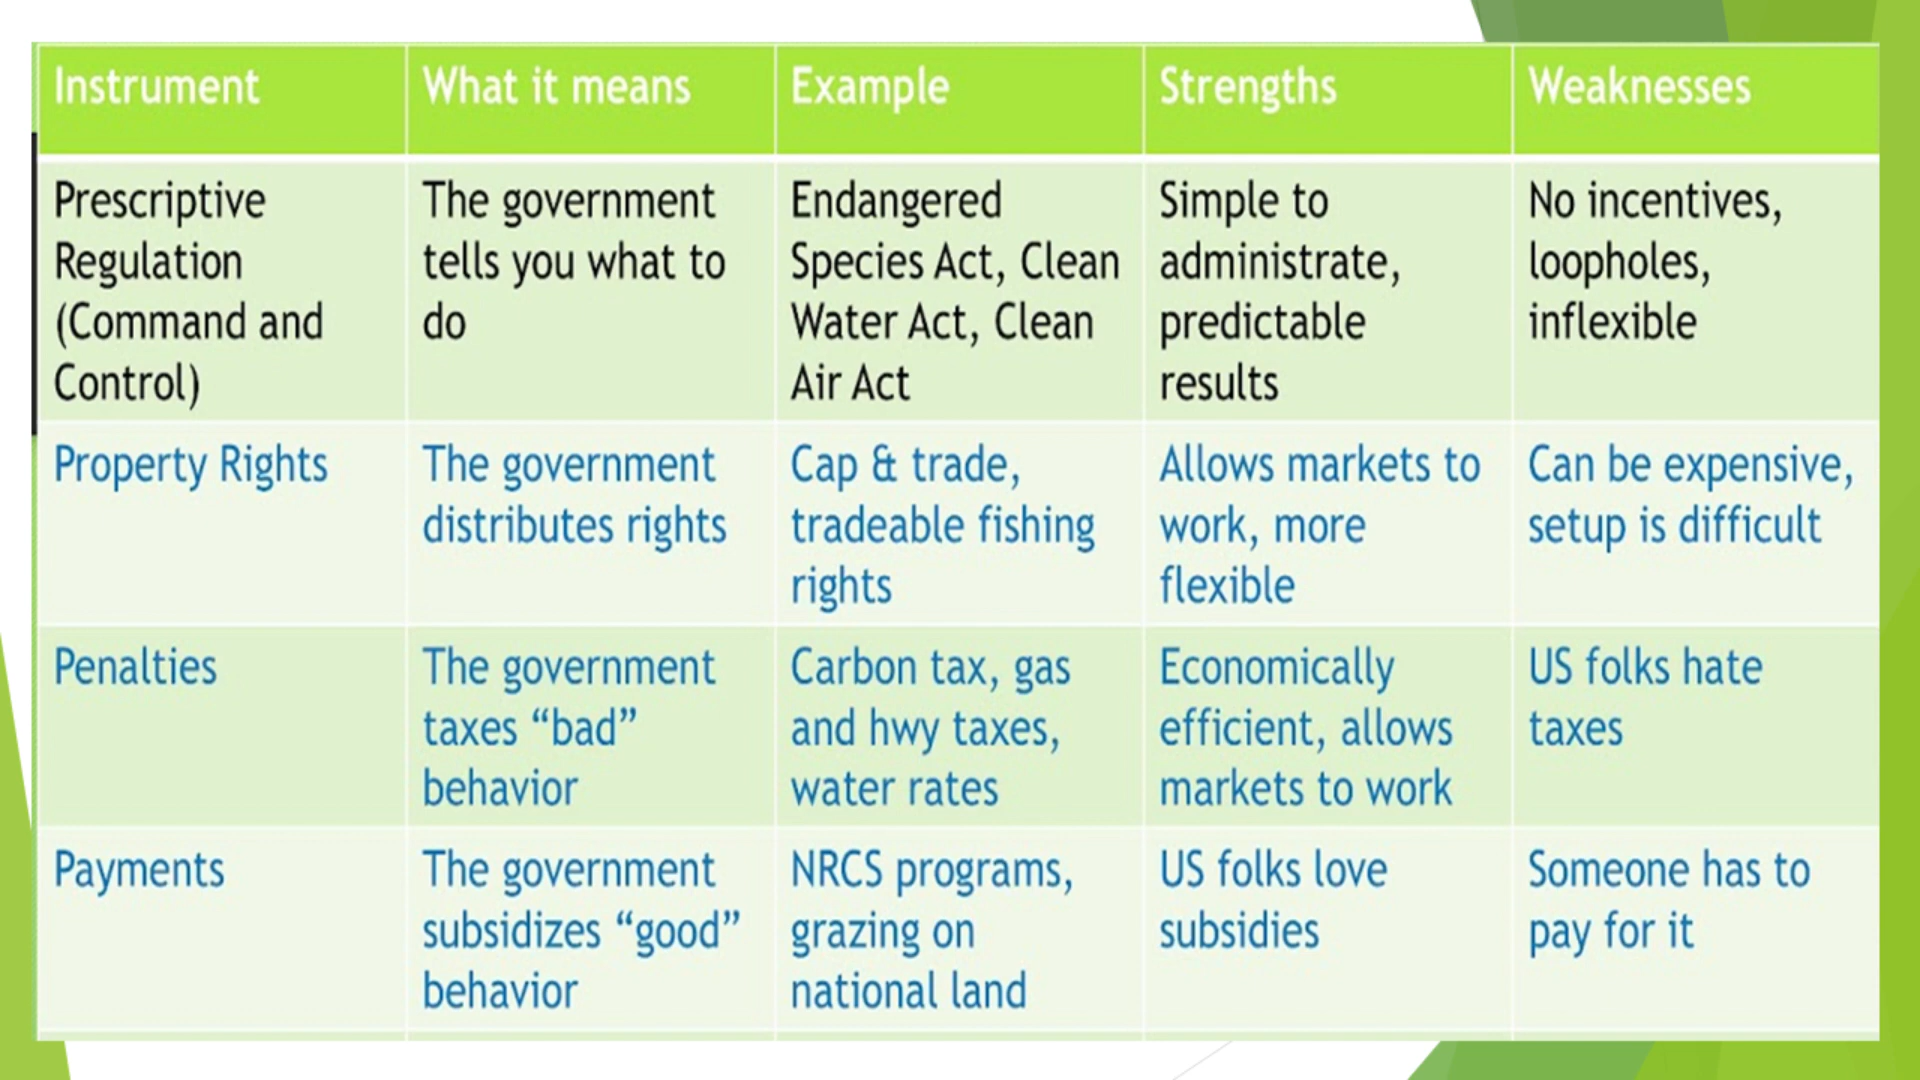 Instrument
What it means
Example
Strengths
Weaknesses
Prescriptive
Regulation
(Command and
Control)
The government
tells you what to
do
Endangered
Species Act, Clean
Water Act, Clean
Air Act
Simple to
administrate,
predictable
results
No incentives,
loopholes,
inflexible
Property Rights
The government
distributes rights
Cap & trade,
tradeable fishing
rights
Allows markets to
work, more
flexible
Can be expensive,
setup is difficult
Penalties
The government
taxes “bad”
behavior
Carbon tax, gas
and hwy taxes,
water rates
Economically
efficient, allows
markets to work
US folks hate
taxes
Payments
The government
subsidizes “good”
behavior
NRCS programs,
grazing on
national land
US folks love
subsidies
Someone has to
pay for it